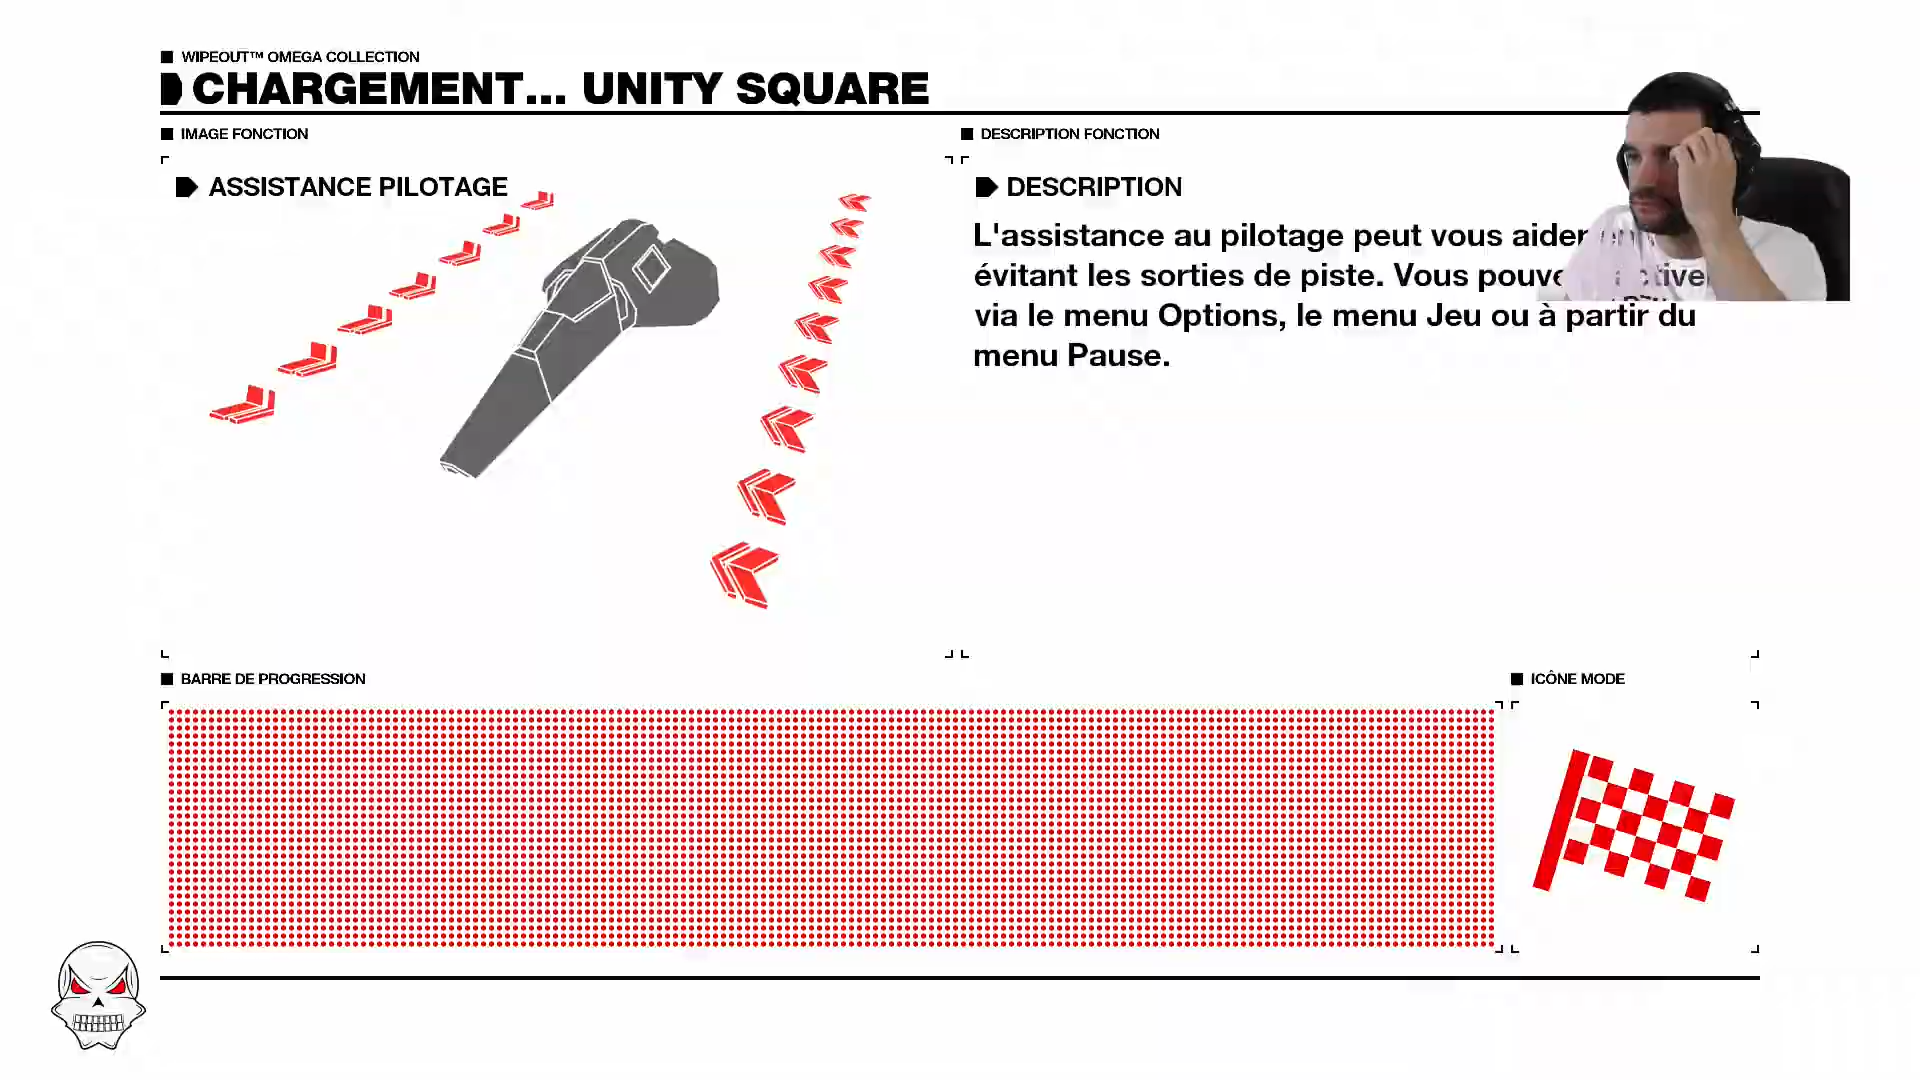 WIPEOUT™ OMEGA COLLECTION
CHARGEMENT... UNITY SQUARE
IMAGE FONCTION
ASSISTANCE PILOTAGE
DESCRIPTION FONCTION
DESCRIPTION
L'assistance au pilotage peut vous aider
évitant les sorties de piste. Vous
via le menu Options, le menu Jeu ou à partir du
menu Pause.
BARRE DE PROGRESSION
ICÔNE MODE